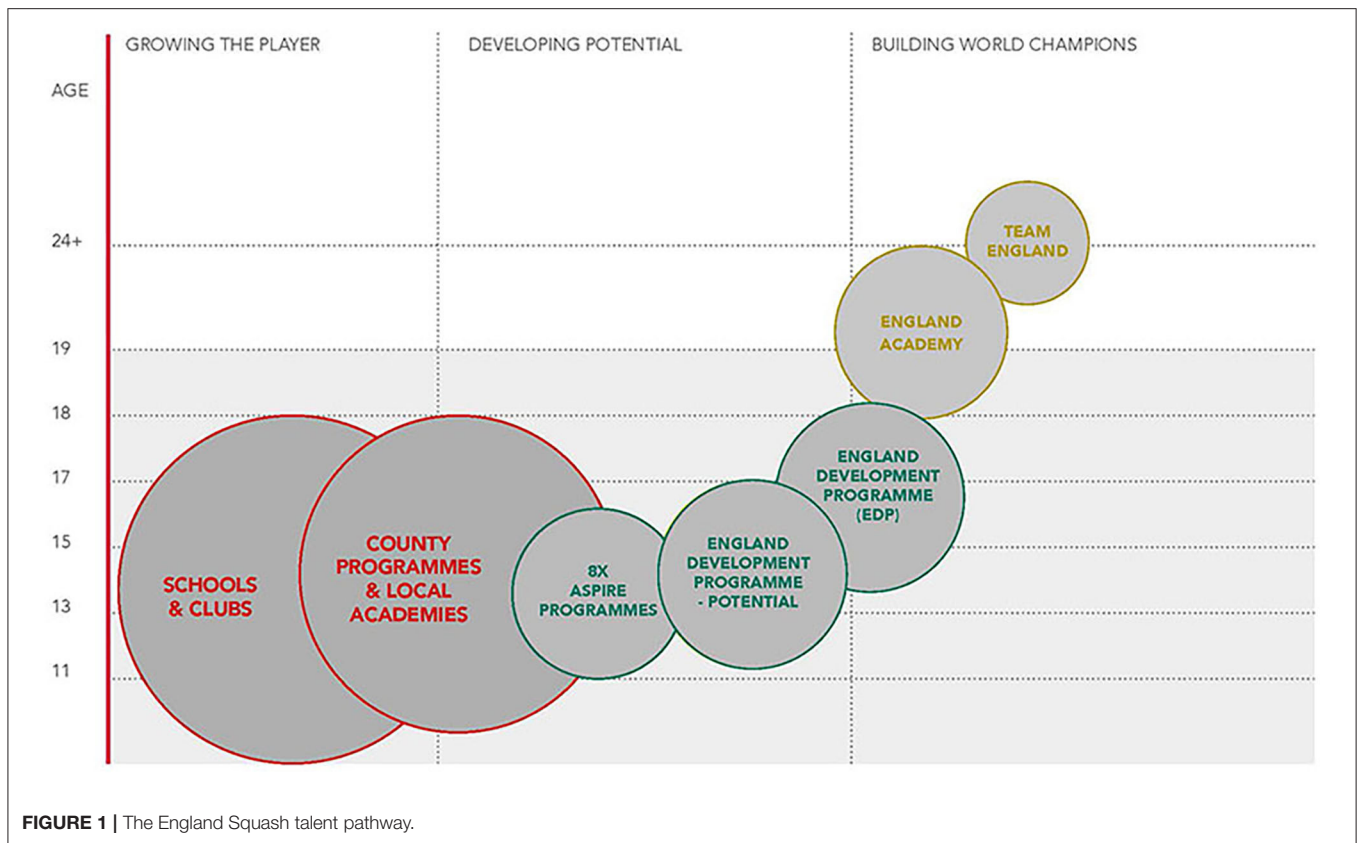 GROWING THE PLAYER
DEVELOPING POTENTIAL
BUILDING WORLD CHAMPIONS
AGE
24+
19
18
17
15
13
11
TEAM
ENGLAND
ENGLAND
ACADEMY
ENGLAND
DEVELOPMENT
PROGRAMME
(EDP)
ENGLAND
DEVELOPMENT
PROGRAMME
- POTENTIAL
8X
ASPIRE
PROGRAMMES
COUNTY
PROGRAMMES
& LOCAL
ACADEMIES
SCHOOLS
& CLUBS
FIGURE 1 | The England Squash talent pathway.